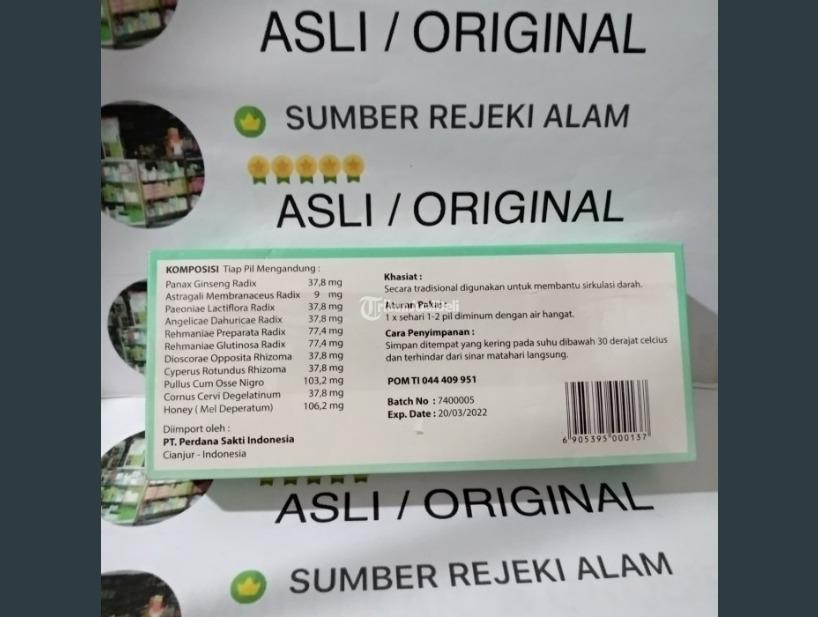 ASLI / ORIGINAL
SUMBER REJEKI ALAM
ASLI / ORIGINAL
KOMPOSISI Tiap Pil Mengandung :
Panax Ginseng Radix 37,8 mg
Astragali Membranaceus Radix 9 mg
Paeoniae Lactiflora Radix 37,8 mg
Angelicae Dahuricae Radix 37,8 mg
Rehmaniae Preparata Radix 77,4 mg
Rehmaniae Glutinosa Radix 77,4 mg
Dioscorae Opposita Rhizoma 37,8 mg
Cyperus Rotundus Rhizoma 37,8 mg
Pullus Cum Osse Nigro 103,2 mg
Cornus Cervi Degelatinum 37,8 mg
Honey ( Mel Deperatum) 106,2 mg
Diimport oleh :
PT. Perdana Sakti Indonesia
Cianjur - Indonesia
Khasiat :
Secara tradisional digunakan untuk membantu sirkulasi darah.
Aturan Pakai :
1 x sehari 1-2 pil diminum dengan air hangat.
Cara Penyimpanan :
Simpan ditempat yang kering pada suhu dibawah 30 derajat celcius
dan terhindar dari sinar matahari langsung.
POM TI 044 409 951
Batch No : 7400005
Exp. Date : 20/03/2022
6 905395 000137
ASLI / ORIGINAL
SUMBER REJEKI ALAM